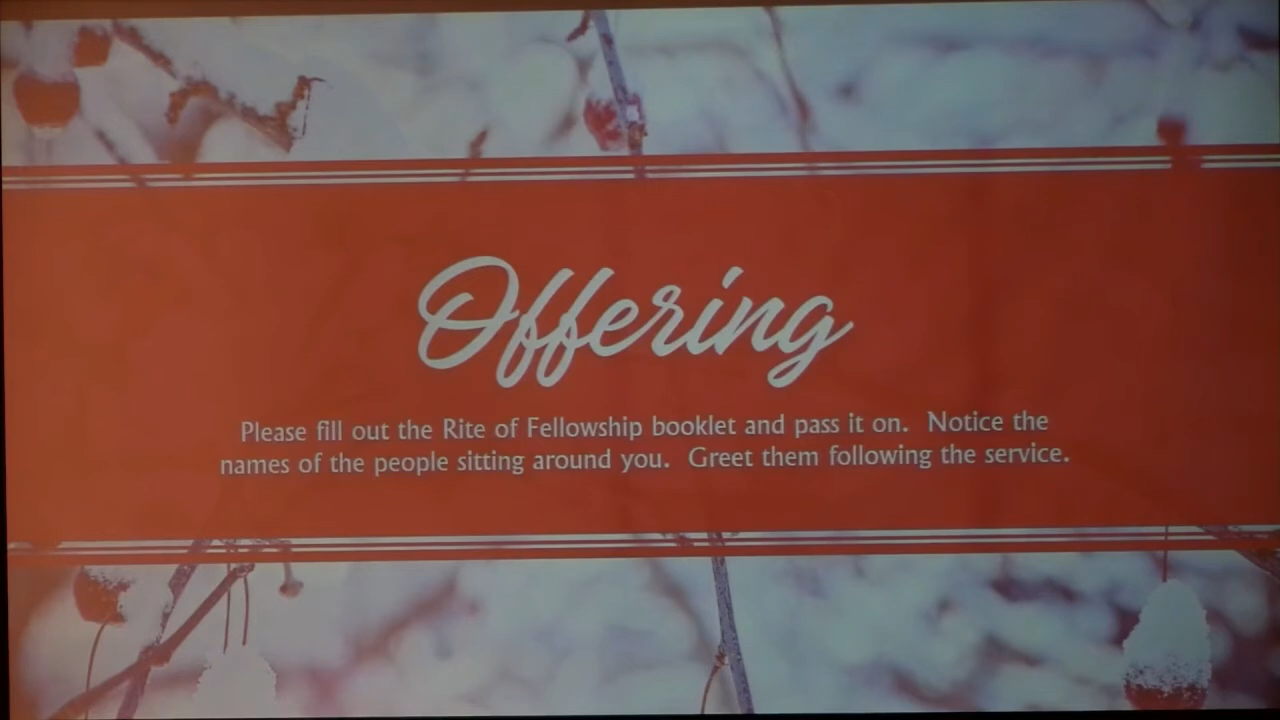 Offering
Please fill out the Rite of Fellowship booklet and pass it on.  Notice the
names of the people sitting around you.  Greet them following the service.